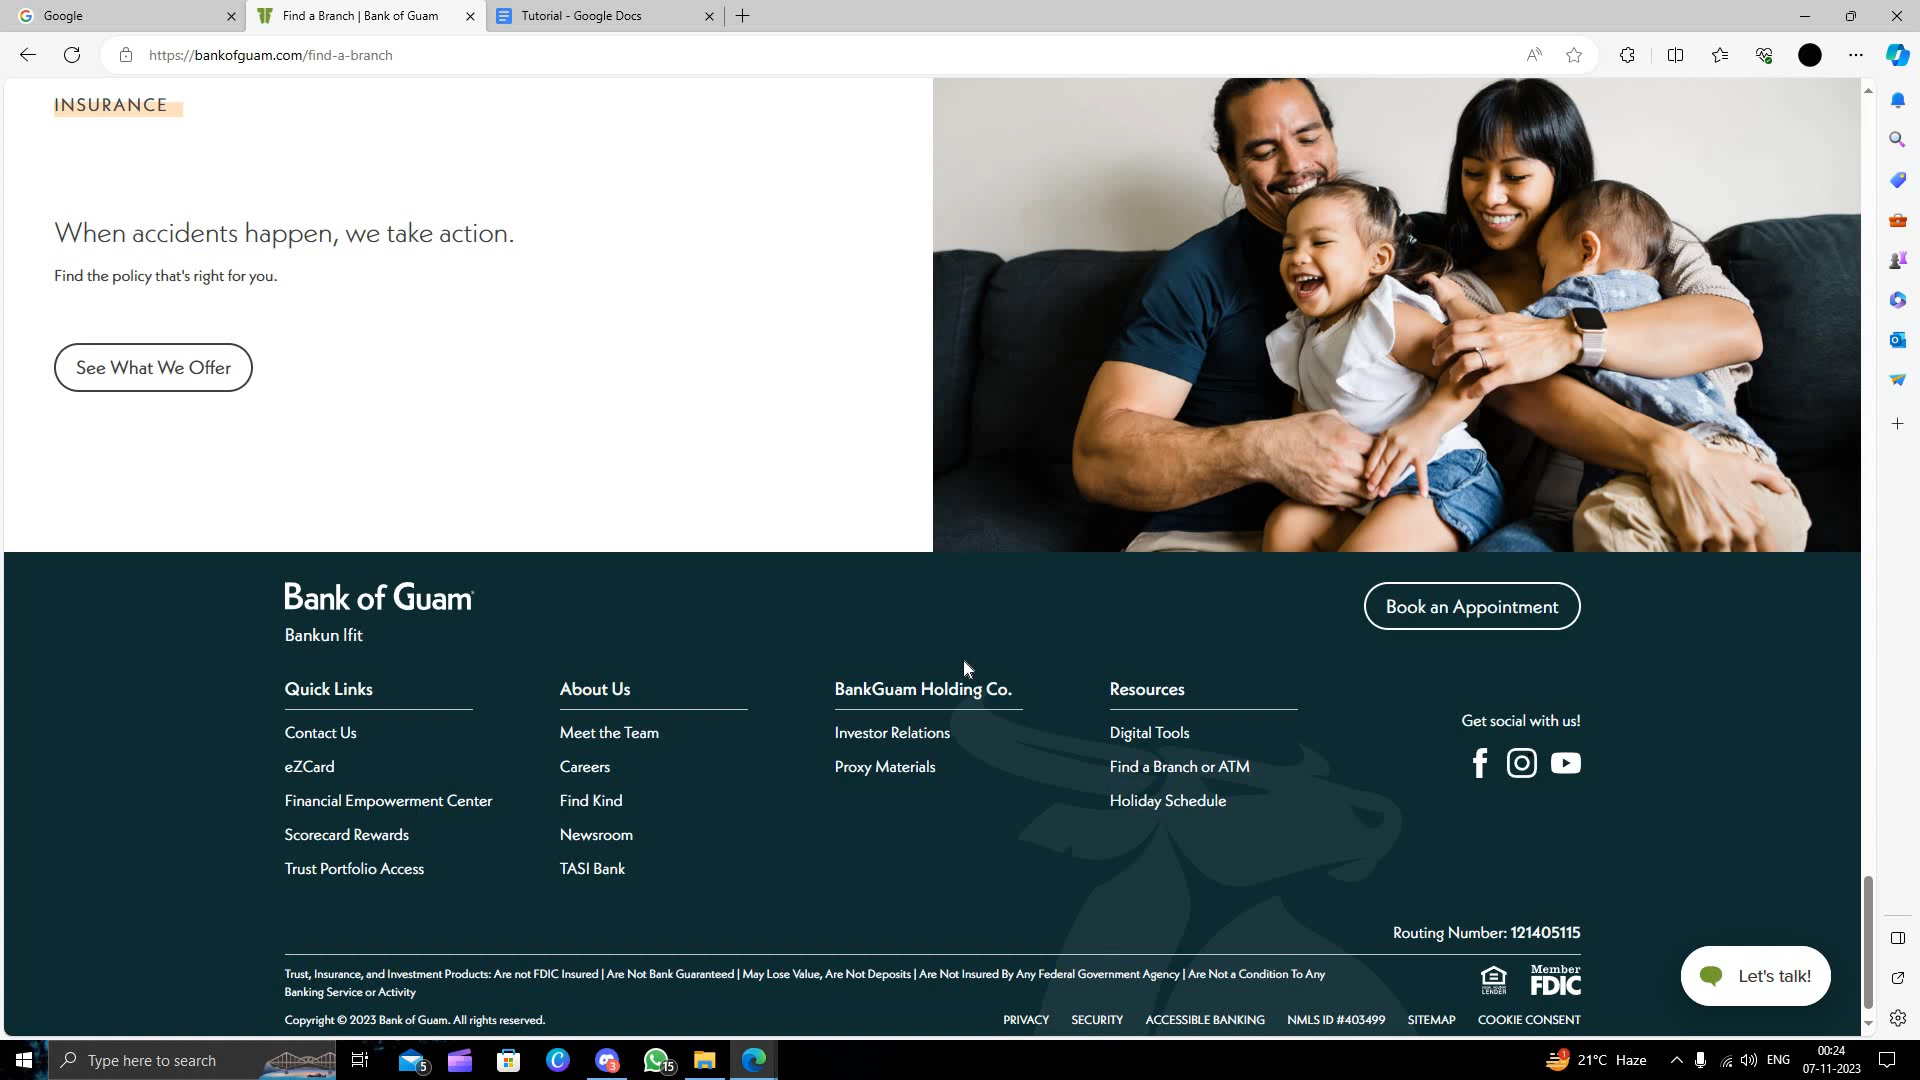 Google
Find a Branch | Bank of Guam
Tutorial - Google Docs
https://bankofguam.com/find-a-branch
INSURANCE
When accidents happen, we take action.
Find the policy that's right for you.
See What We Offer
Bank of Guam
Bankun Ifit
Book an Appointment
Quick Links
Contact Us
eZCard
Financial Empowerment Center
Scorecard Rewards
Trust Portfolio Access
About Us
Meet the Team
Careers
Find Kind
Newsroom
TASI Bank
BankGuam Holding Co.
Investor Relations
Proxy Materials
Resources
Digital Tools
Find a Branch or ATM
Holiday Schedule
Get social with us!
Routing Number: 121405115
Trust, Insurance, and Investment Products: Are not FDIC Insured | Are Not Bank Guaranteed | May Lose Value, Are Not Deposits | Are Not Insured By Any Federal Government Agency | Are Not a Condition To Any
Banking Service or Activity
Member
FDIC
Let's talk!
Copyright © 2023 Bank of Guam. All rights reserved.
PRIVACY SECURITY ACCESSIBLE BANKING NMLS ID #403499 SITEMAP COOKIE CONSENT
Type here to search
5
3
15
1
21°C Haze
ENG
00:24
07-11-2023